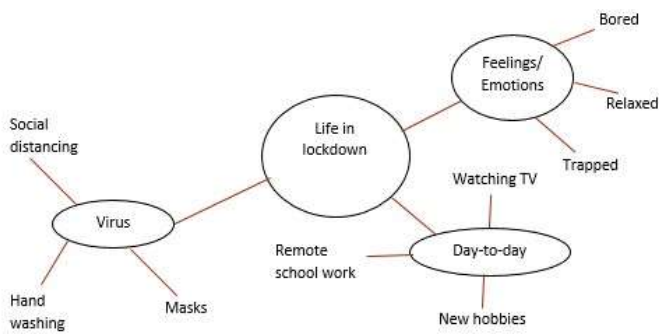 Bored
Feelings/
Emotions
Relaxed
Trapped
Life in
lockdown
Social
distancing
Virus
Hand
washing
Masks
Watching TV
Remote
school work
Day-to-day
New hobbies